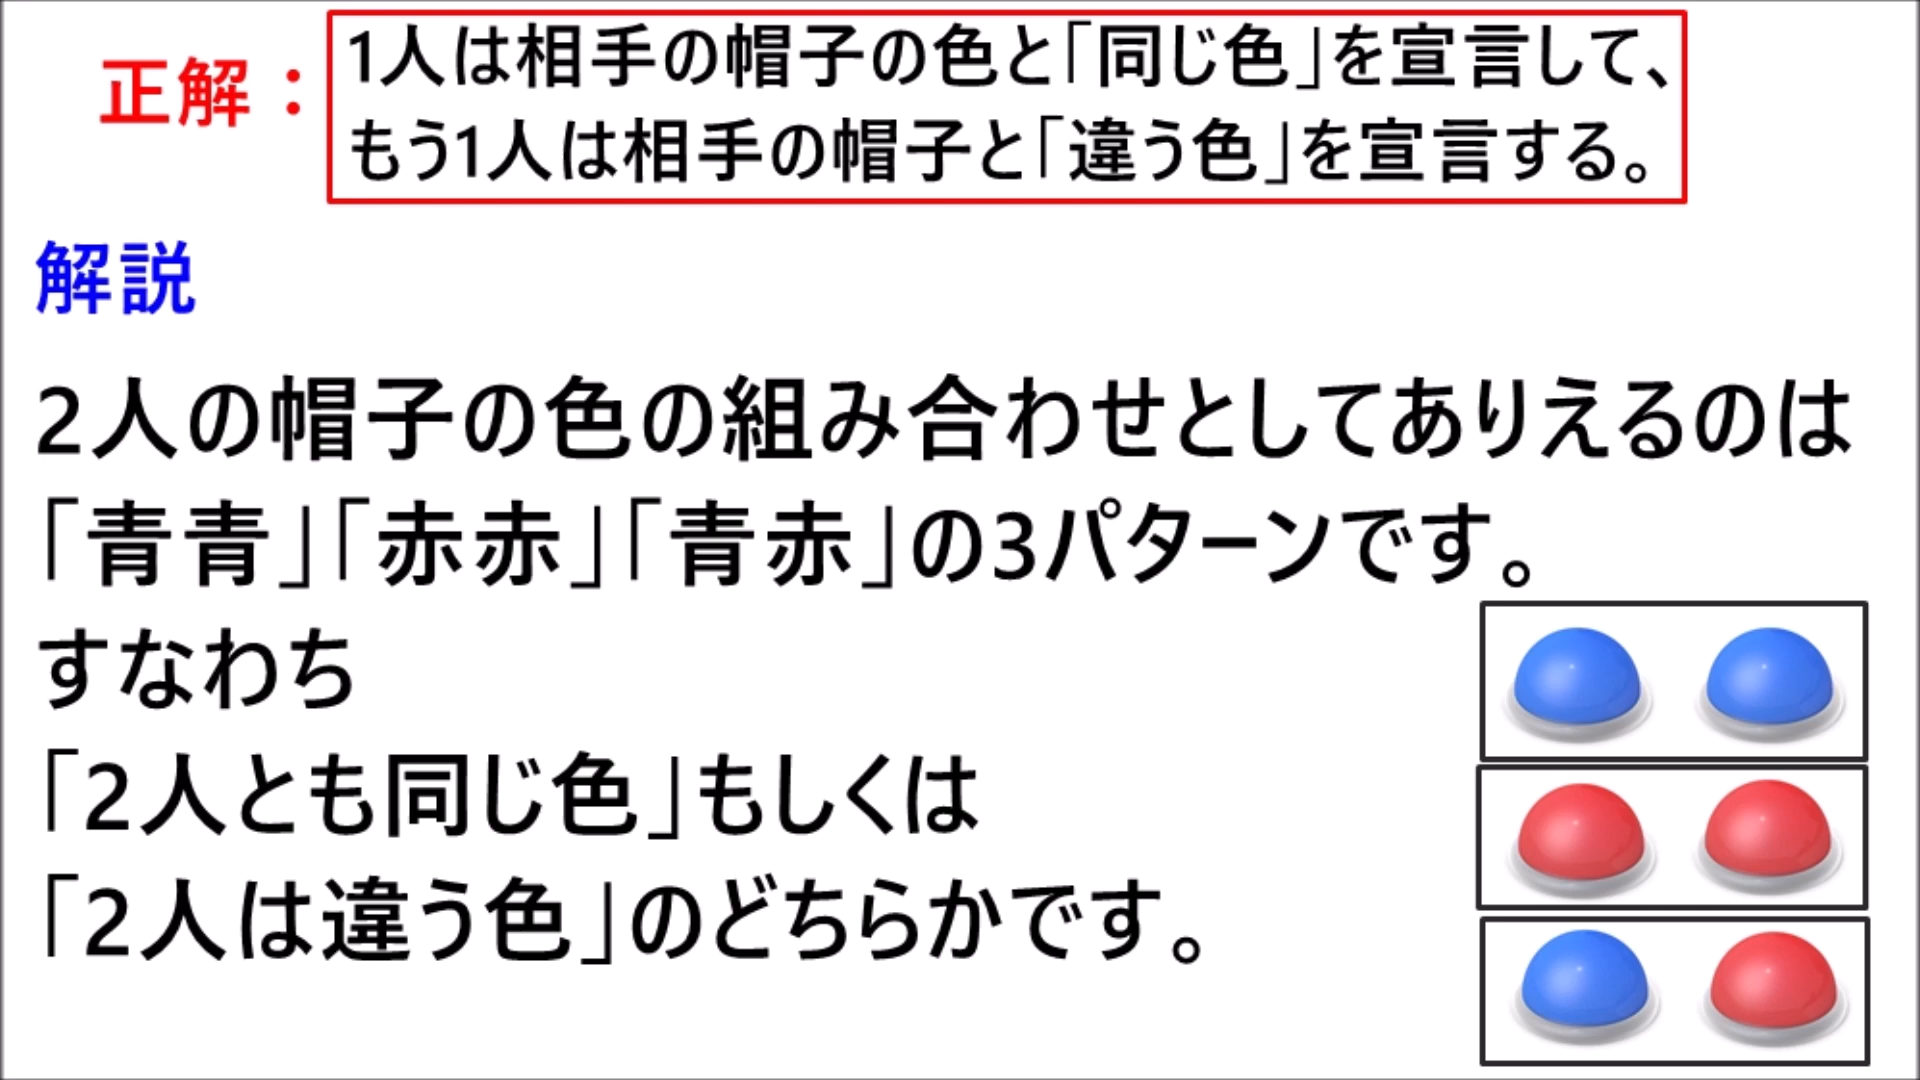 正解：
1人は相手の帽子の色と「同じ色」を宣言して、
もう1人は相手の帽子と「違う色」を宣言する。
解説
2人の帽子の色の組み合わせとしてありえるのは
「青青」「赤赤」「青赤」の3パターンです。
すなわち
「2人とも同じ色」もしくは
「2人は違う色」のどちらかです。